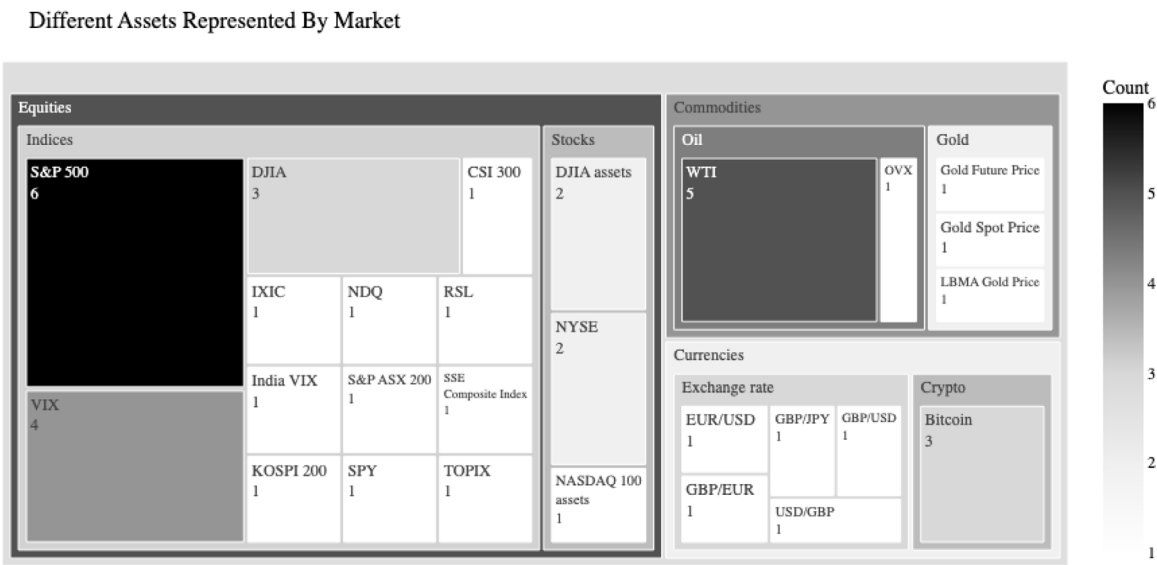 Different Assets Represented By Market
Equities
Indices
S&P 500
6
VIX
4
DJIA
3
CSI 300
1
IXIC
1
NDQ
1
RSL
1
India VIX
1
S&P ASX 200
1
SSE
Composite Index
1
KOSPI 200
1
SPY
1
TOPIX
1
Stocks
DJIA assets
2
NYSE
2
NASDAQ 100
assets
1
Commodities
Oil
WTI
5
OVX
1
Gold
Gold Future Price
1
Gold Spot Price
1
LBMA Gold Price
1
Currencies
Exchange rate
EUR/USD
1
GBP/JPY
1
GBP/USD
1
GBP/EUR
1
USD/GBP
1
Crypto
Bitcoin
3
Count
6
5
4
3
2
1